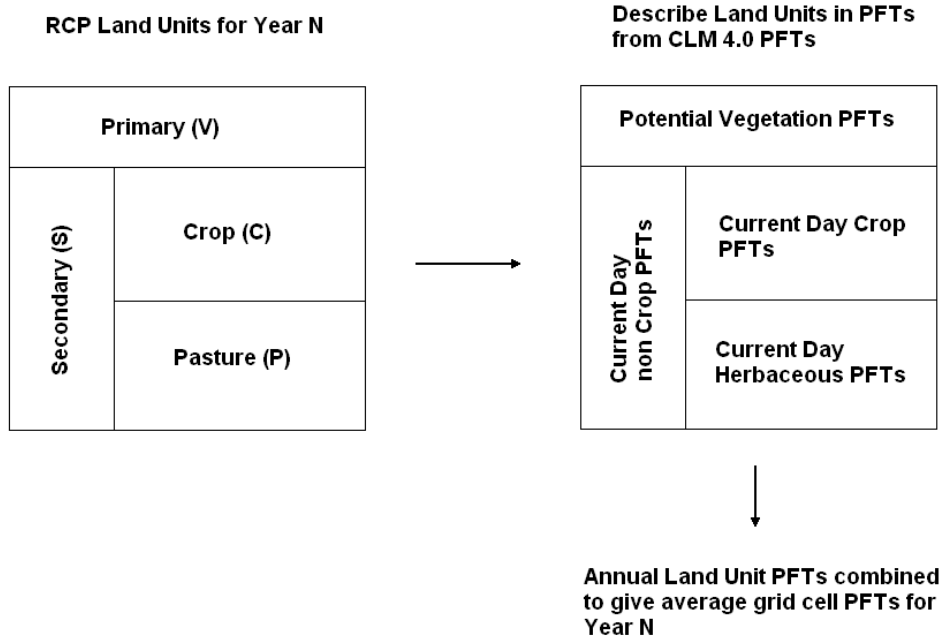 RCP Land Units for Year N
Primary (V)
Secondary (S)
Crop (C)
Pasture (P)
Describe Land Units in PFTs
from CLM 4.0 PFTs
Potential Vegetation PFTs
Current Day
non Crop PFTs
Current Day Crop
PFTs
Current Day
Herbaceous PFTs
Annual Land Unit PFTs combined
to give average grid cell PFTs for
Year N